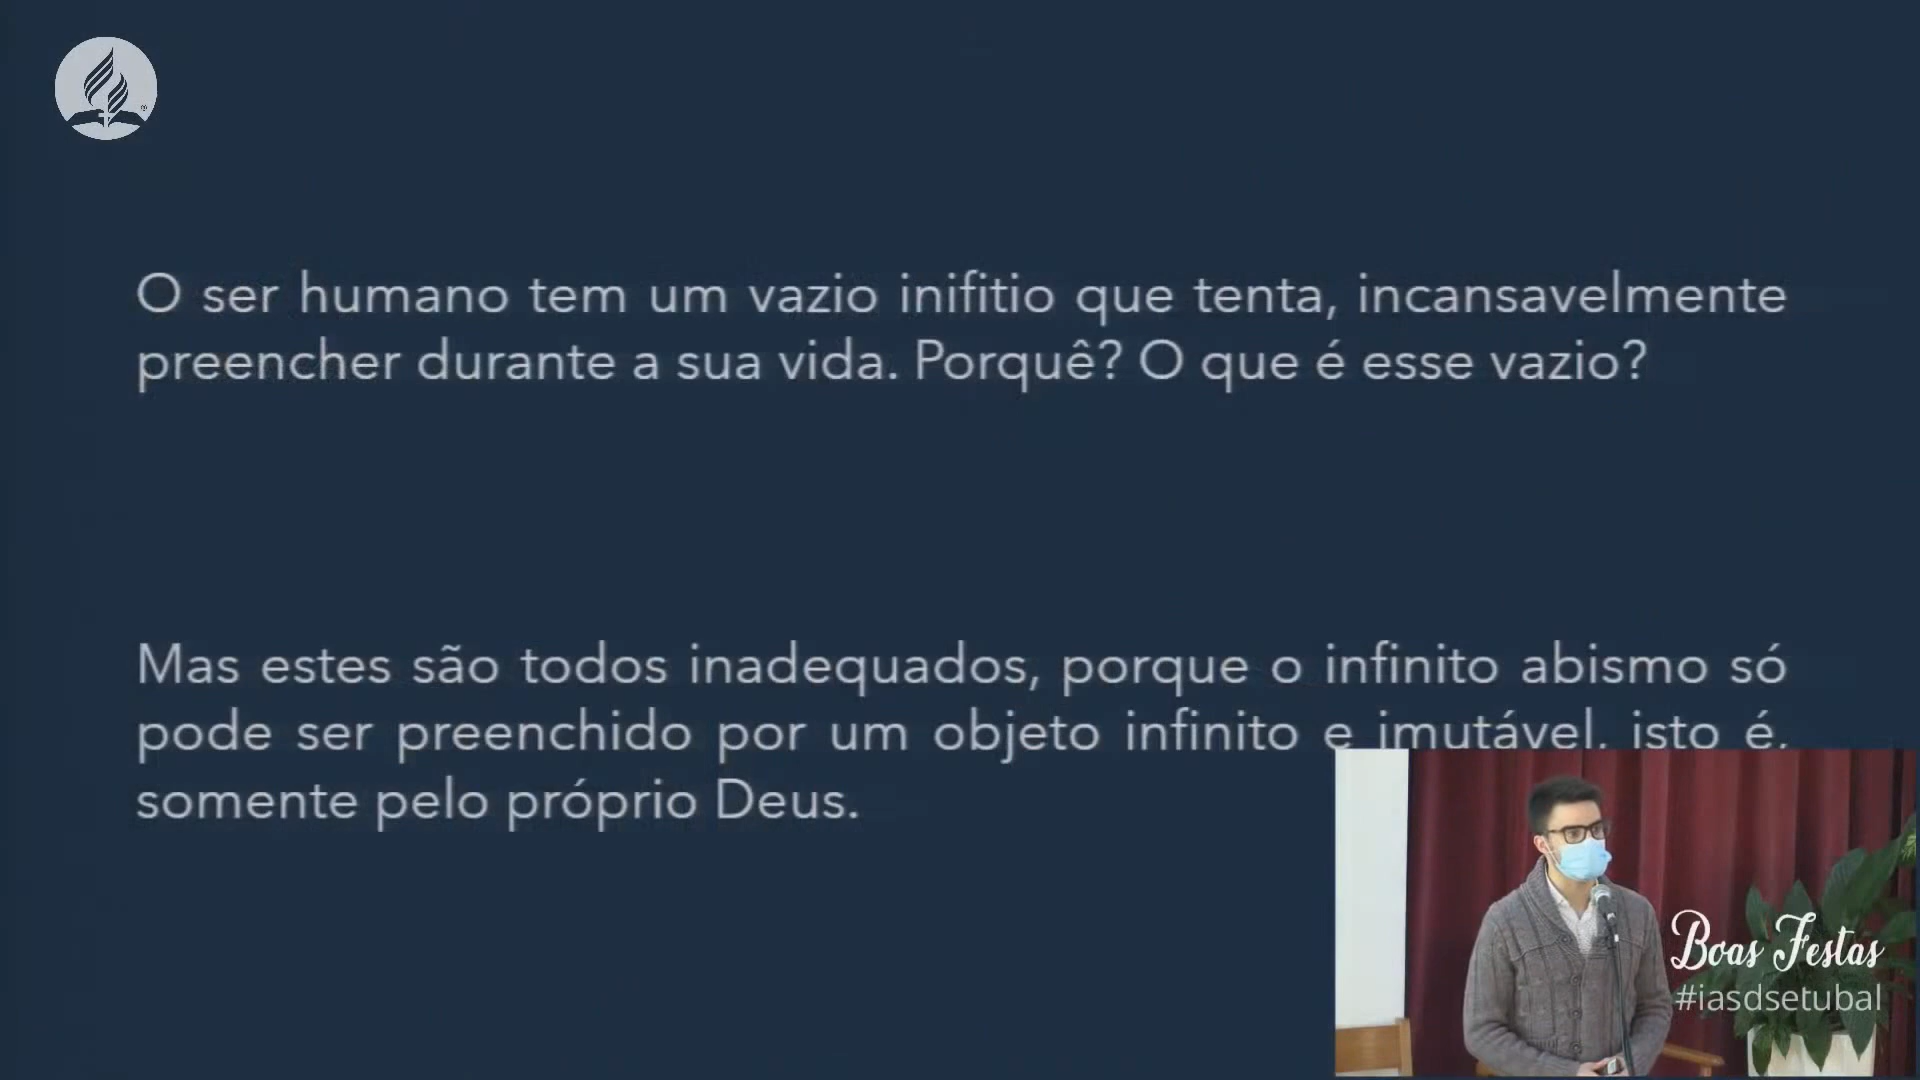 O ser humano tem um vazio inifitio que tenta, incansavelmente
preencher durante a sua vida. Porquê? O que é esse vazio?
Mas estes são todos inadequados, porque o infinito abismo só
pode ser preenchido por um objeto infinito e imutável, isto é,
somente pelo próprio Deus.
Boas Festas
#iasdsetubal